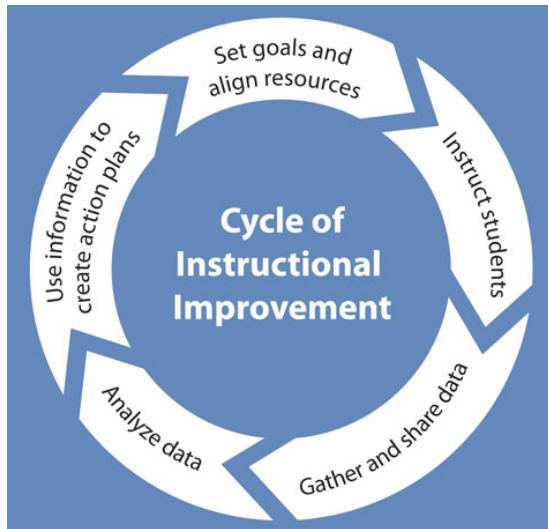 Set goals and
align resources
Instruct students
Gather and share data
Analyze data
Use information to
create action plans
Cycle of
Instructional
Improvement